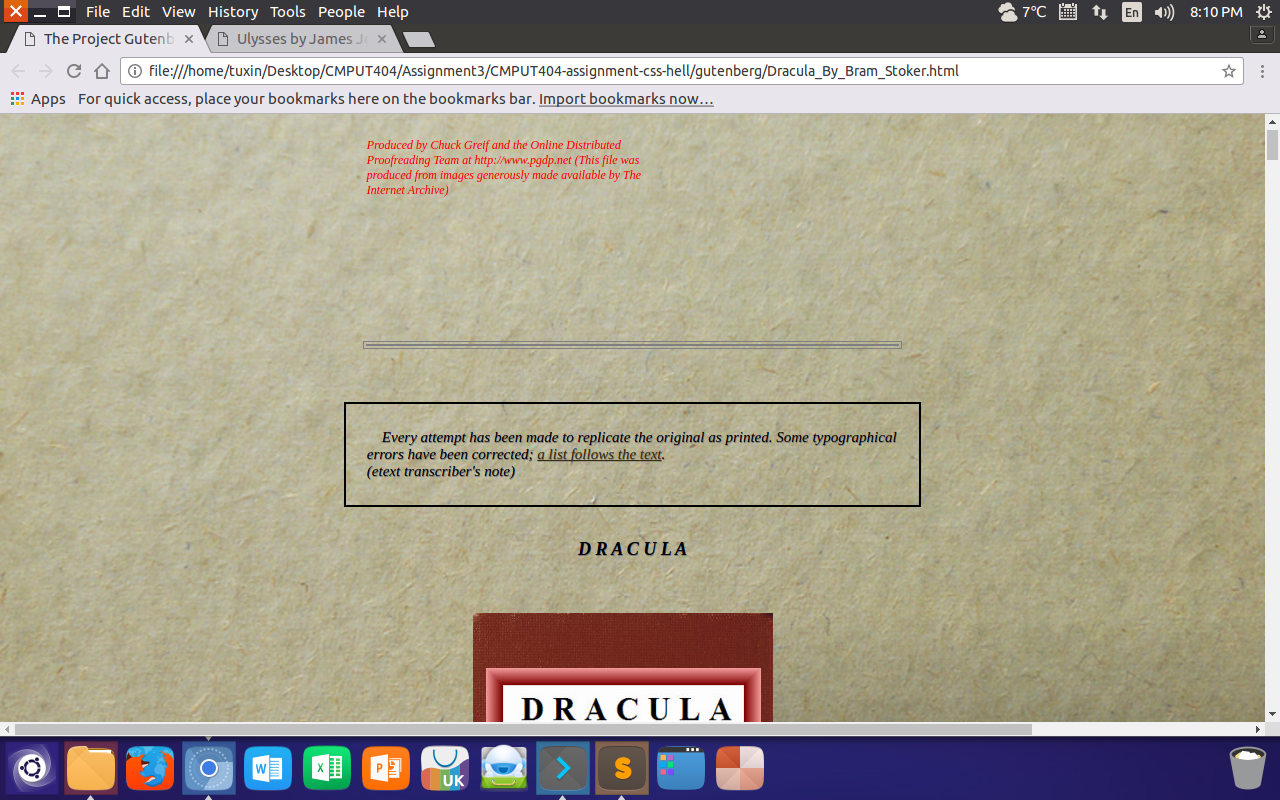 File Edit View History Tools People Help
7°C En 8:10 PM
The Project Gutenb
Ulysses by James Jo
file:///home/tuxin/Desktop/CMPUT404/Assignment3/CMPUT404-assignment-css-hell/gutenberg/Dracula_By_Bram_Stoker.html
Apps For quick access, place your bookmarks here on the bookmarks bar. Import bookmarks now…
Produced by Chuck Greif and the Online Distributed
Proofreading Team at http://www.pgdp.net (This file was
produced from images generously made available by The
Internet Archive)
Every attempt has been made to replicate the original as printed. Some typographical
errors have been corrected; a list follows the text.
(etext transcriber's note)
DRACULA
DRACULA
W X P UK S